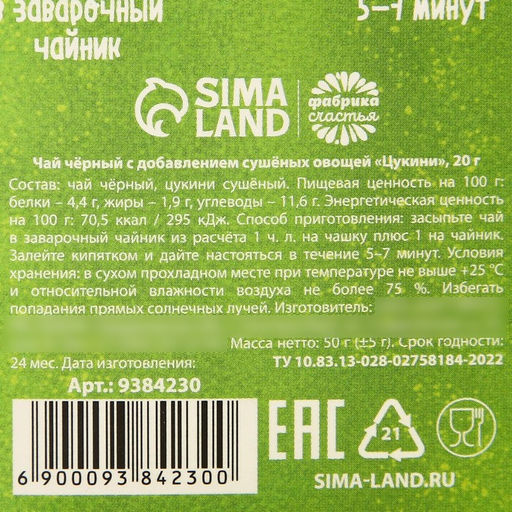 в заварочный
чайник
5–7 минут
SIMA
LAND
фабрика
счастья
Чай чёрный с добавлением сушёных овощей «Цукини», 20 г
Состав: чай чёрный, цукини сушёный. Пищевая ценность на 100 г:
белки – 4,4 г, жиры – 1,9 г, углеводы – 11,6 г. Энергетическая ценность
на 100 г: 70,5 ккал / 295 кДж. Способ приготовления: засыпьте чай
в заварочный чайник из расчёта 1 ч. л. на чашку плюс 1 на чайник.
Залейте кипятком и дайте настояться в течение 5–7 минут. Условия
хранения: в сухом прохладном месте при температуре не выше +25 °С
и относительной влажности воздуха не более 75 %. Избегать
попадания прямых солнечных лучей. Изготовитель:
Масса нетто: 50 г (±5 г). Срок годности:
24 мес. Дата изготовления:
ТУ 10.83.13-028-02758184-2022
Арт.: 9384230
6 900093 842300
EAC
21
SIMA-LAND.RU